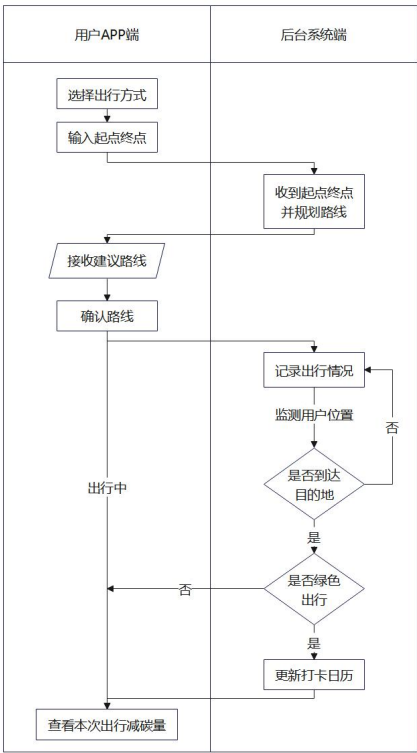 用户APP端
后台系统端
选择出行方式
输入起点终点
收到起点终点
并规划路线
接收建议路线
确认路线
记录出行情况
监测用户位置
否
是否到达
目的地
出行中
是
是否绿色
出行
否
是
更新打卡日历
查看本次出行减碳量